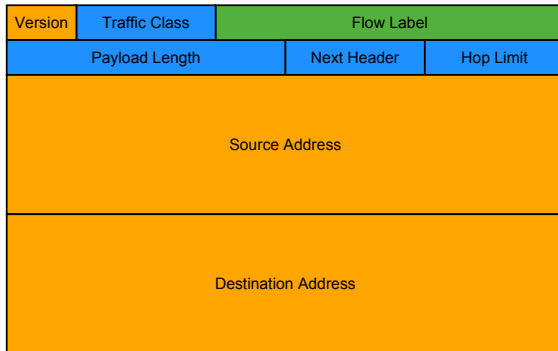 Version Traffic Class Flow Label
Payload Length Next Header Hop Limit
Source Address
Destination Address